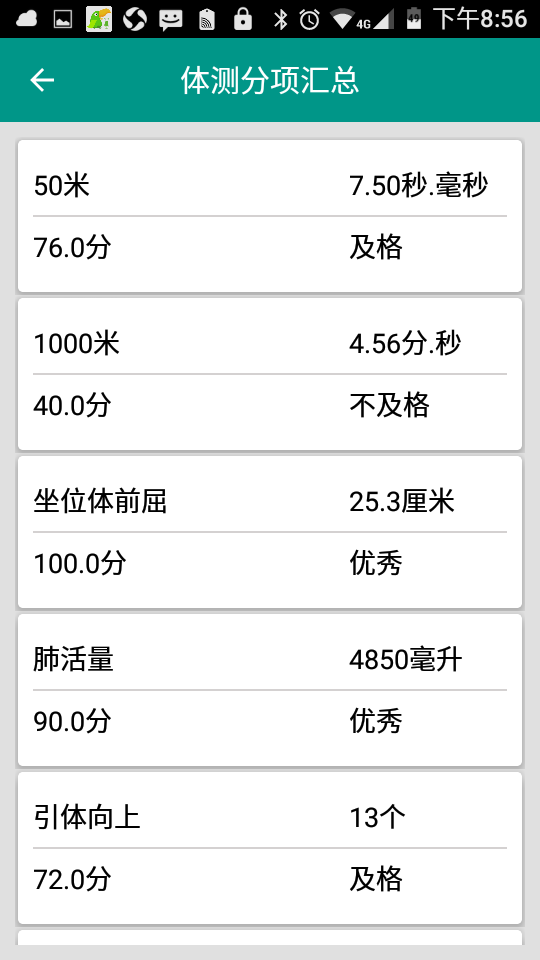 4G
49
下午8:56
体测分项汇总
50米 7.50秒.毫秒
76.0分 及格
1000米 4.56分.秒
40.0分 不及格
坐位体前屈 25.3厘米
100.0分 优秀
肺活量 4850毫升
90.0分 优秀
引体向上 13个
72.0分 及格